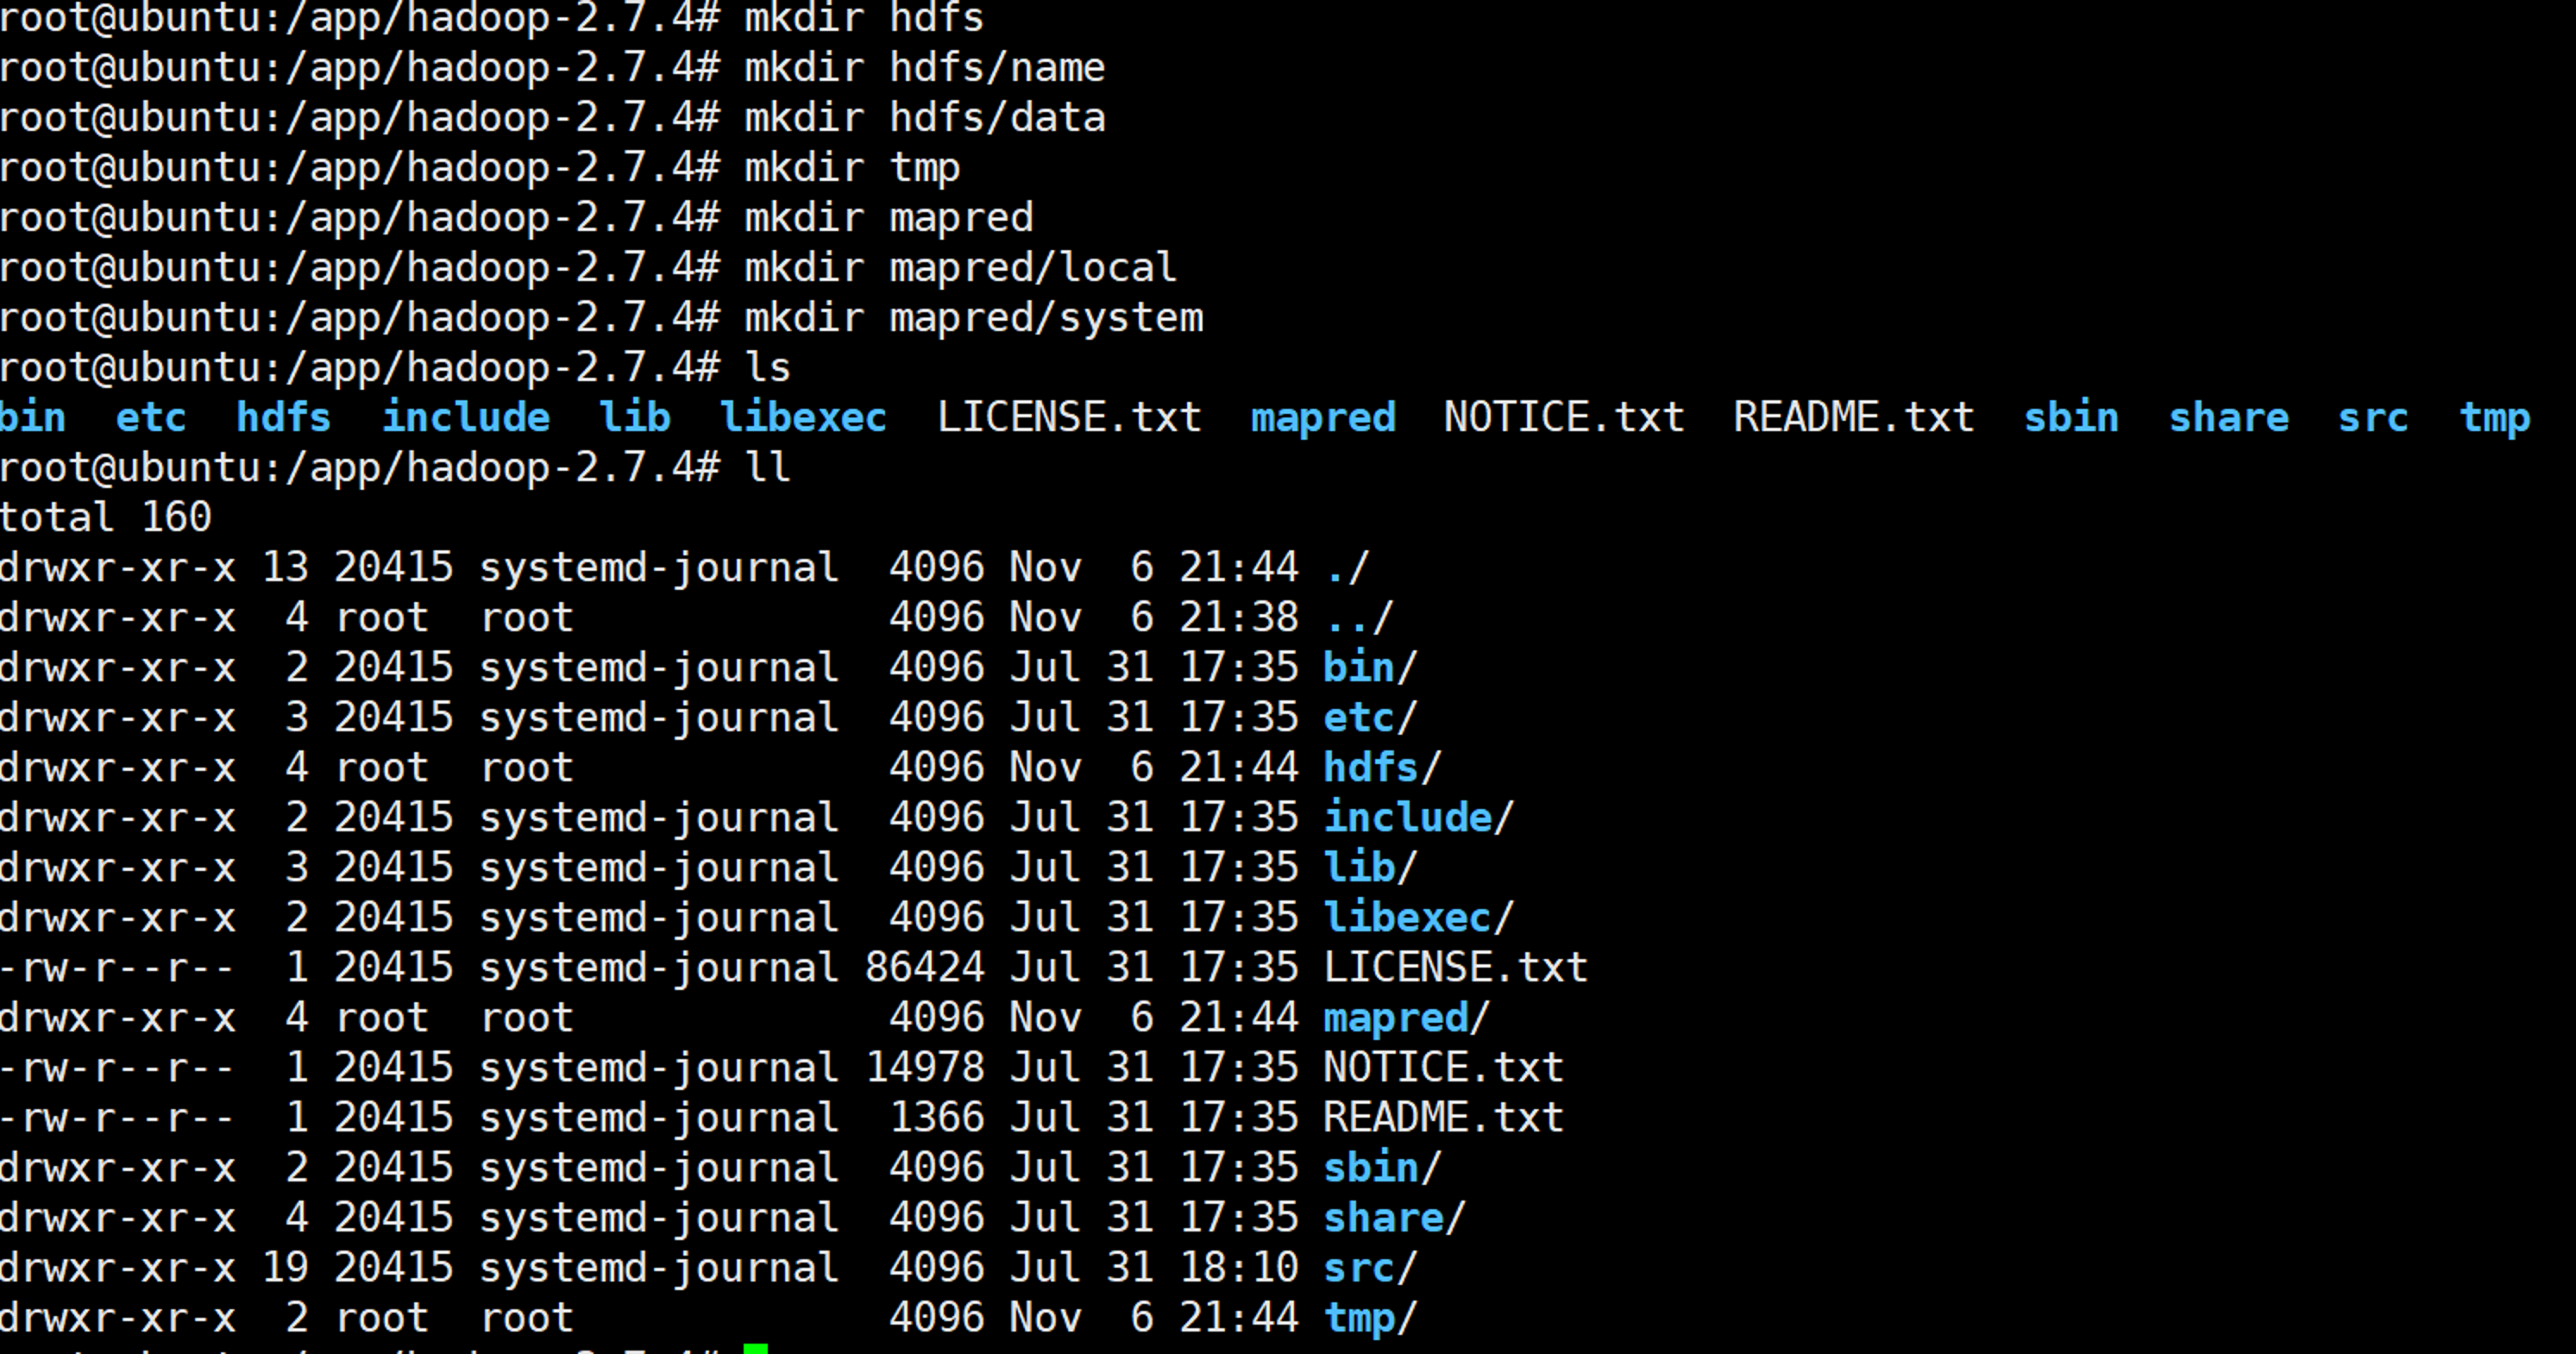 root@ubuntu:/app/hadoop-2.7.4# mkdir hdfs
root@ubuntu:/app/hadoop-2.7.4# mkdir hdfs/name
root@ubuntu:/app/hadoop-2.7.4# mkdir hdfs/data
root@ubuntu:/app/hadoop-2.7.4# mkdir tmp
root@ubuntu:/app/hadoop-2.7.4# mkdir mapred
root@ubuntu:/app/hadoop-2.7.4# mkdir mapred/local
root@ubuntu:/app/hadoop-2.7.4# mkdir mapred/system
root@ubuntu:/app/hadoop-2.7.4# ls
bin  etc  hdfs  include  lib  libexec  LICENSE.txt  mapred  NOTICE.txt  README.txt  sbin  share  src  tmp
root@ubuntu:/app/hadoop-2.7.4# ll
total 160
drwxr-xr-x 13 20415 systemd-journal  4096 Nov  6 21:44 ./
drwxr-xr-x  4 root  root             4096 Nov  6 21:38 ../
drwxr-xr-x  2 20415 systemd-journal  4096 Jul 31 17:35 bin/
drwxr-xr-x  3 20415 systemd-journal  4096 Jul 31 17:35 etc/
drwxr-xr-x  4 root  root             4096 Nov  6 21:44 hdfs/
drwxr-xr-x  2 20415 systemd-journal  4096 Jul 31 17:35 include/
drwxr-xr-x  3 20415 systemd-journal  4096 Jul 31 17:35 lib/
drwxr-xr-x  2 20415 systemd-journal  4096 Jul 31 17:35 libexec/
-rw-r--r--  1 20415 systemd-journal 86424 Jul 31 17:35 LICENSE.txt
drwxr-xr-x  4 root  root             4096 Nov  6 21:44 mapred/
-rw-r--r--  1 20415 systemd-journal 14978 Jul 31 17:35 NOTICE.txt
-rw-r--r--  1 20415 systemd-journal  1366 Jul 31 17:35 README.txt
drwxr-xr-x  2 20415 systemd-journal  4096 Jul 31 17:35 sbin/
drwxr-xr-x  4 20415 systemd-journal  4096 Jul 31 17:35 share/
drwxr-xr-x 19 20415 systemd-journal  4096 Jul 31 18:10 src/
drwxr-xr-x  2 root  root             4096 Nov  6 21:44 tmp/